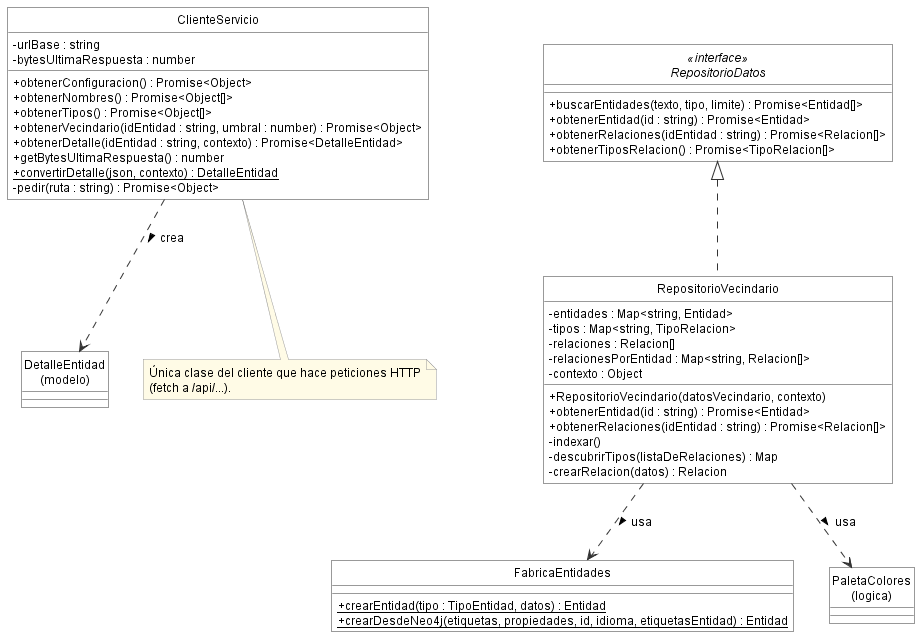 ClienteServicio
-urlBase : string
-bytesUltimaRespuesta : number
+obtenerConfiguracion() : Promise<Object>
+obtenerNombres() : Promise<Object[]>
+obtenerTipos() : Promise<Object[]>
+obtenerVecindario(idEntidad : string, umbral : number) : Promise<Object>
+obtenerDetalle(idEntidad : string, contexto) : Promise<DetalleEntidad>
+getBytesUltimaRespuesta() : number
+convertirDetalle(json, contexto) : DetalleEntidad
-pedir(ruta : string) : Promise<Object>
«interface»
RepositorioDatos
+buscarEntidades(texto, tipo, limite) : Promise<Entidad[]>
+obtenerEntidad(id : string) : Promise<Entidad>
+obtenerRelaciones(idEntidad : string) : Promise<Relacion[]>
+obtenerTiposRelacion() : Promise<TipoRelacion[]>
crea
DetalleEntidad
(modelo)
Única clase del cliente que hace peticiones HTTP
(fetch a /api/...).
RepositorioVecindario
-entidades : Map<string, Entidad>
-tipos : Map<string, TipoRelacion>
-relaciones : Relacion[]
-relacionesPorEntidad : Map<string, Relacion[]>
-contexto : Object
+RepositorioVecindario(datosVecindario, contexto)
+obtenerEntidad(id : string) : Promise<Entidad>
+obtenerRelaciones(idEntidad : string) : Promise<Relacion[]>
-indexar()
-descubrirTipos(listaDeRelaciones) : Map
-crearRelacion(datos) : Relacion
usa
usa
FabricaEntidades
+crearEntidad(tipo : TipoEntidad, datos) : Entidad
+crearDesdeNeo4j(etiquetas, propiedades, id, idioma, etiquetasEntidad) : Entidad
PaletaColores
(logica)